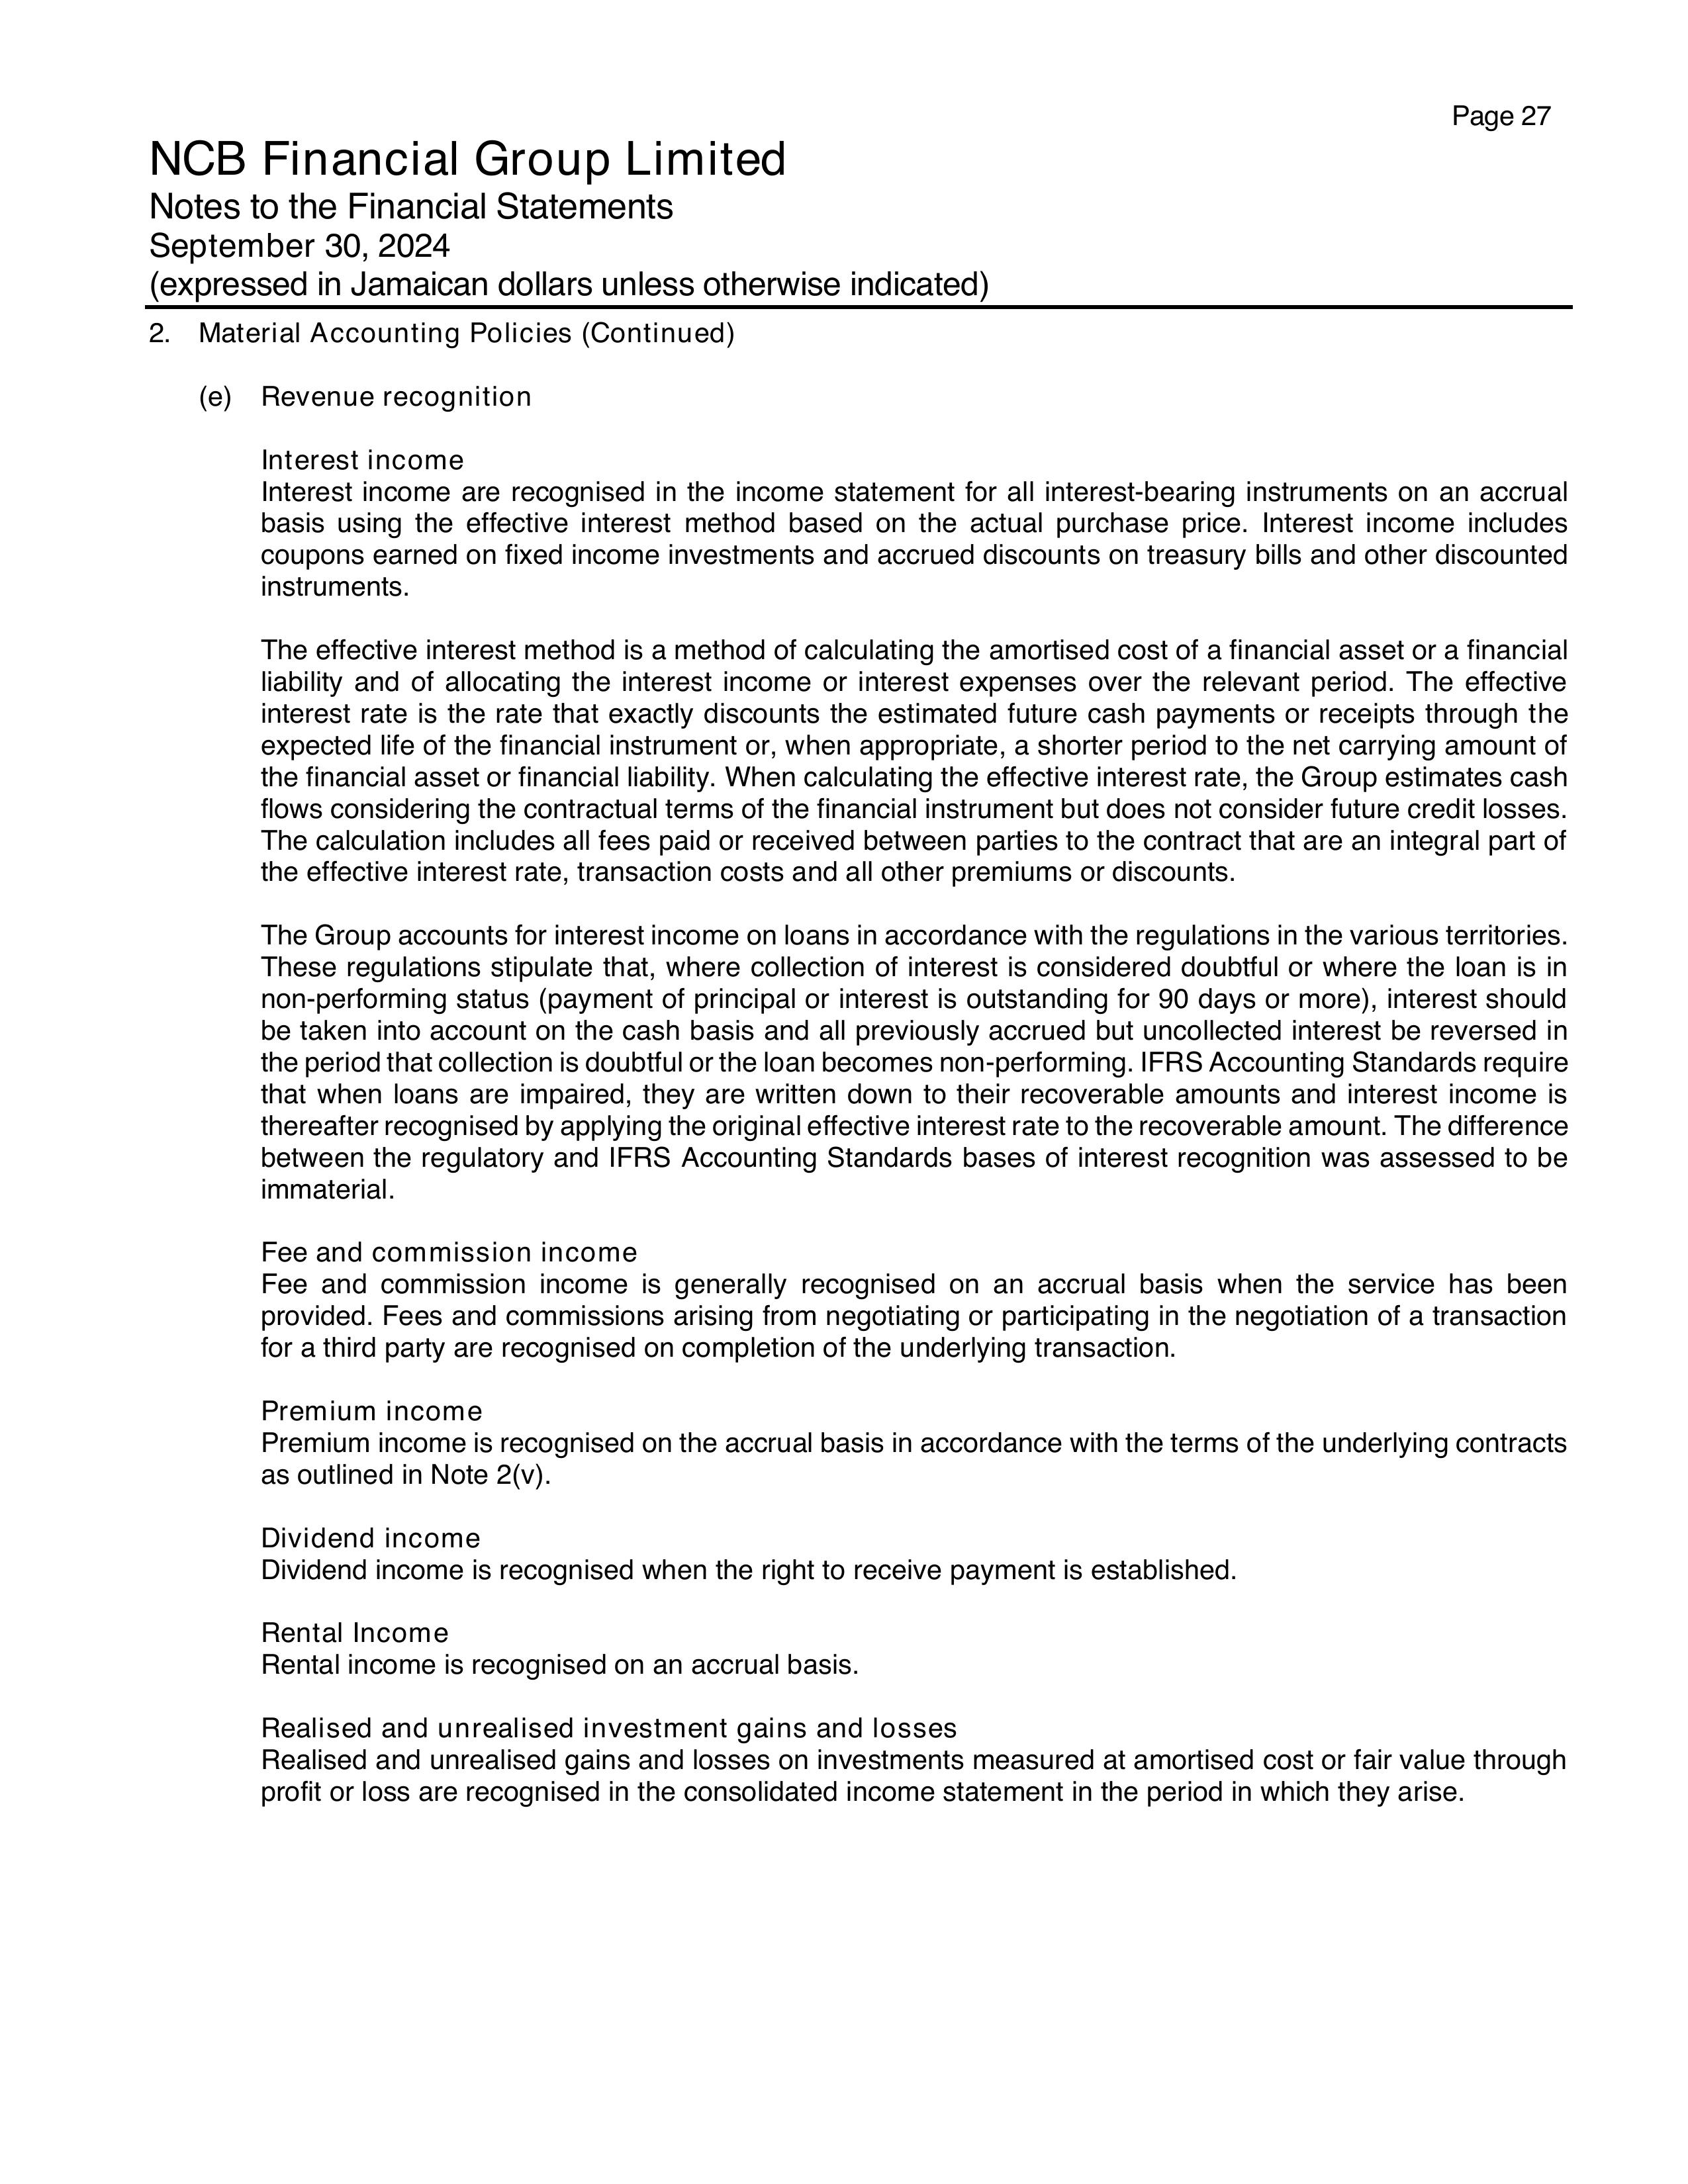 Page 27
NCB Financial Group Limited
Notes to the Financial Statements
September 30, 2024
(expressed in Jamaican dollars unless otherwise indicated)
2. Material Accounting Policies (Continued)
(e) Revenue recognition
Interest income
Interest income are recognised in the income statement for all interest-bearing instruments on an accrual
basis using the effective interest method based on the actual purchase price. Interest income includes
coupons earned on fixed income investments and accrued discounts on treasury bills and other discounted
instruments.
The effective interest method is a method of calculating the amortised cost of a financial asset or a financial
liability and of allocating the interest income or interest expenses over the relevant period. The effective
interest rate is the rate that exactly discounts the estimated future cash payments or receipts through the
expected life of the financial instrument or, when appropriate, a shorter period to the net carrying amount of
the financial asset or financial liability. When calculating the effective interest rate, the Group estimates cash
flows considering the contractual terms of the financial instrument but does not consider future credit losses.
The calculation includes all fees paid or received between parties to the contract that are an integral part of
the effective interest rate, transaction costs and all other premiums or discounts.
The Group accounts for interest income on loans in accordance with the regulations in the various territories.
These regulations stipulate that, where collection of interest is considered doubtful or where the loan is in
non-performing status (payment of principal or interest is outstanding for 90 days or more), interest should
be taken into account on the cash basis and all previously accrued but uncollected interest be reversed in
the period that collection is doubtful or the loan becomes non-performing. IFRS Accounting Standards require
that when loans are impaired, they are written down to their recoverable amounts and interest income is
thereafter recognised by applying the original effective interest rate to the recoverable amount. The difference
between the regulatory and IFRS Accounting Standards bases of interest recognition was assessed to be
immaterial.
Fee and commission income
Fee and commission income is generally recognised on an accrual basis when the service has been
provided. Fees and commissions arising from negotiating or participating in the negotiation of a transaction
for a third party are recognised on completion of the underlying transaction.
Premium income
Premium income is recognised on the accrual basis in accordance with the terms of the underlying contracts
as outlined in Note 2(v).
Dividend income
Dividend income is recognised when the right to receive payment is established.
Rental Income
Rental income is recognised on an accrual basis.
Realised and unrealised investment gains and losses
Realised and unrealised gains and losses on investments measured at amortised cost or fair value through
profit or loss are recognised in the consolidated income statement in the period in which they arise.